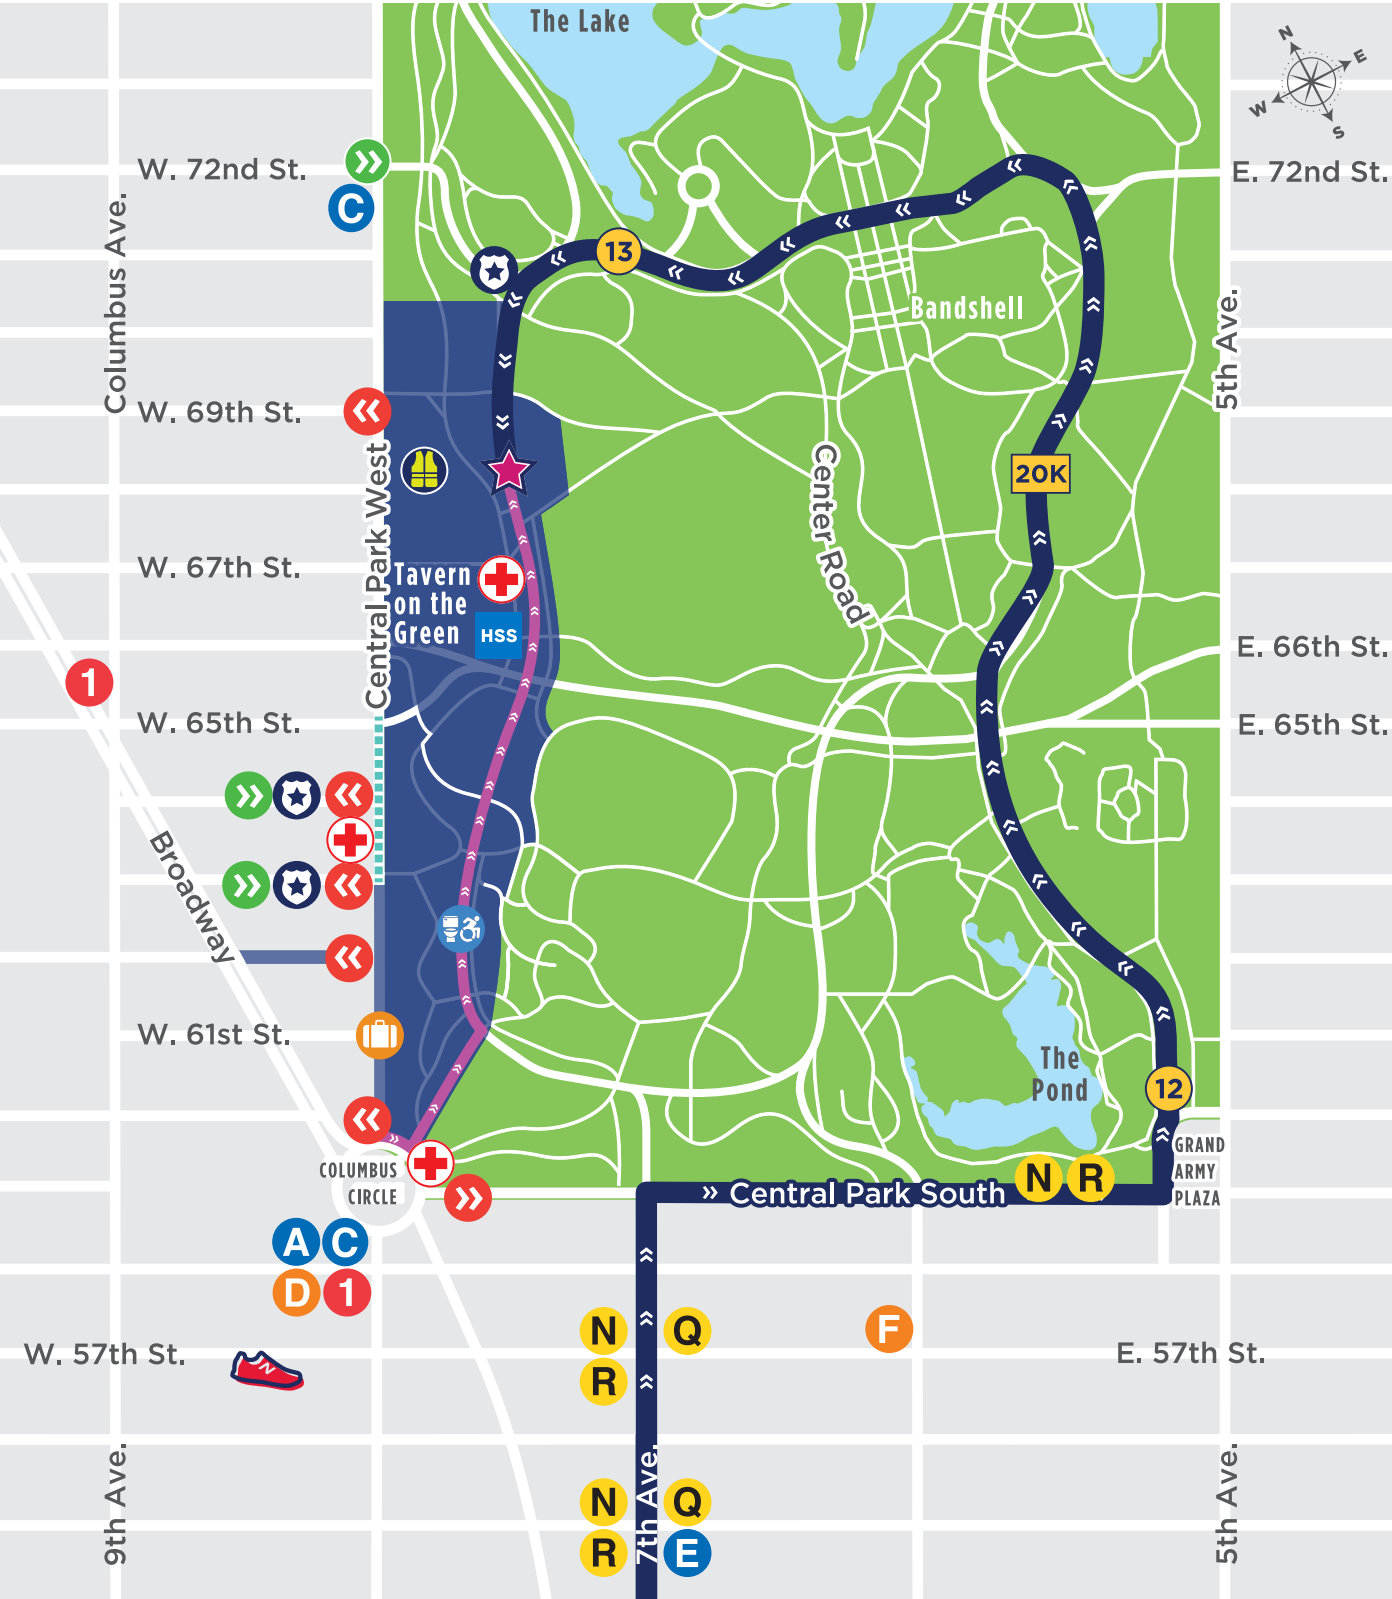 The Lake
N
E
W
S
W. 72nd St.
E. 72nd St.
C
Columbus Ave.
13
Bandshell
5th Ave.
W. 69th St.
Central Park West
Center Road
20K
W. 67th St.
Tavern
on the
Green
HSS
E. 66th St.
1
W. 65th St.
E. 65th St.
Broadway
W. 61st St.
The
Pond
12
COLUMBUS
CIRCLE
GRAND
ARMY
PLAZA
Central Park South
N R
A C
D 1
N Q
R
F
W. 57th St.
N
E. 57th St.
9th Ave.
7th Ave.
5th Ave.
N Q
R E